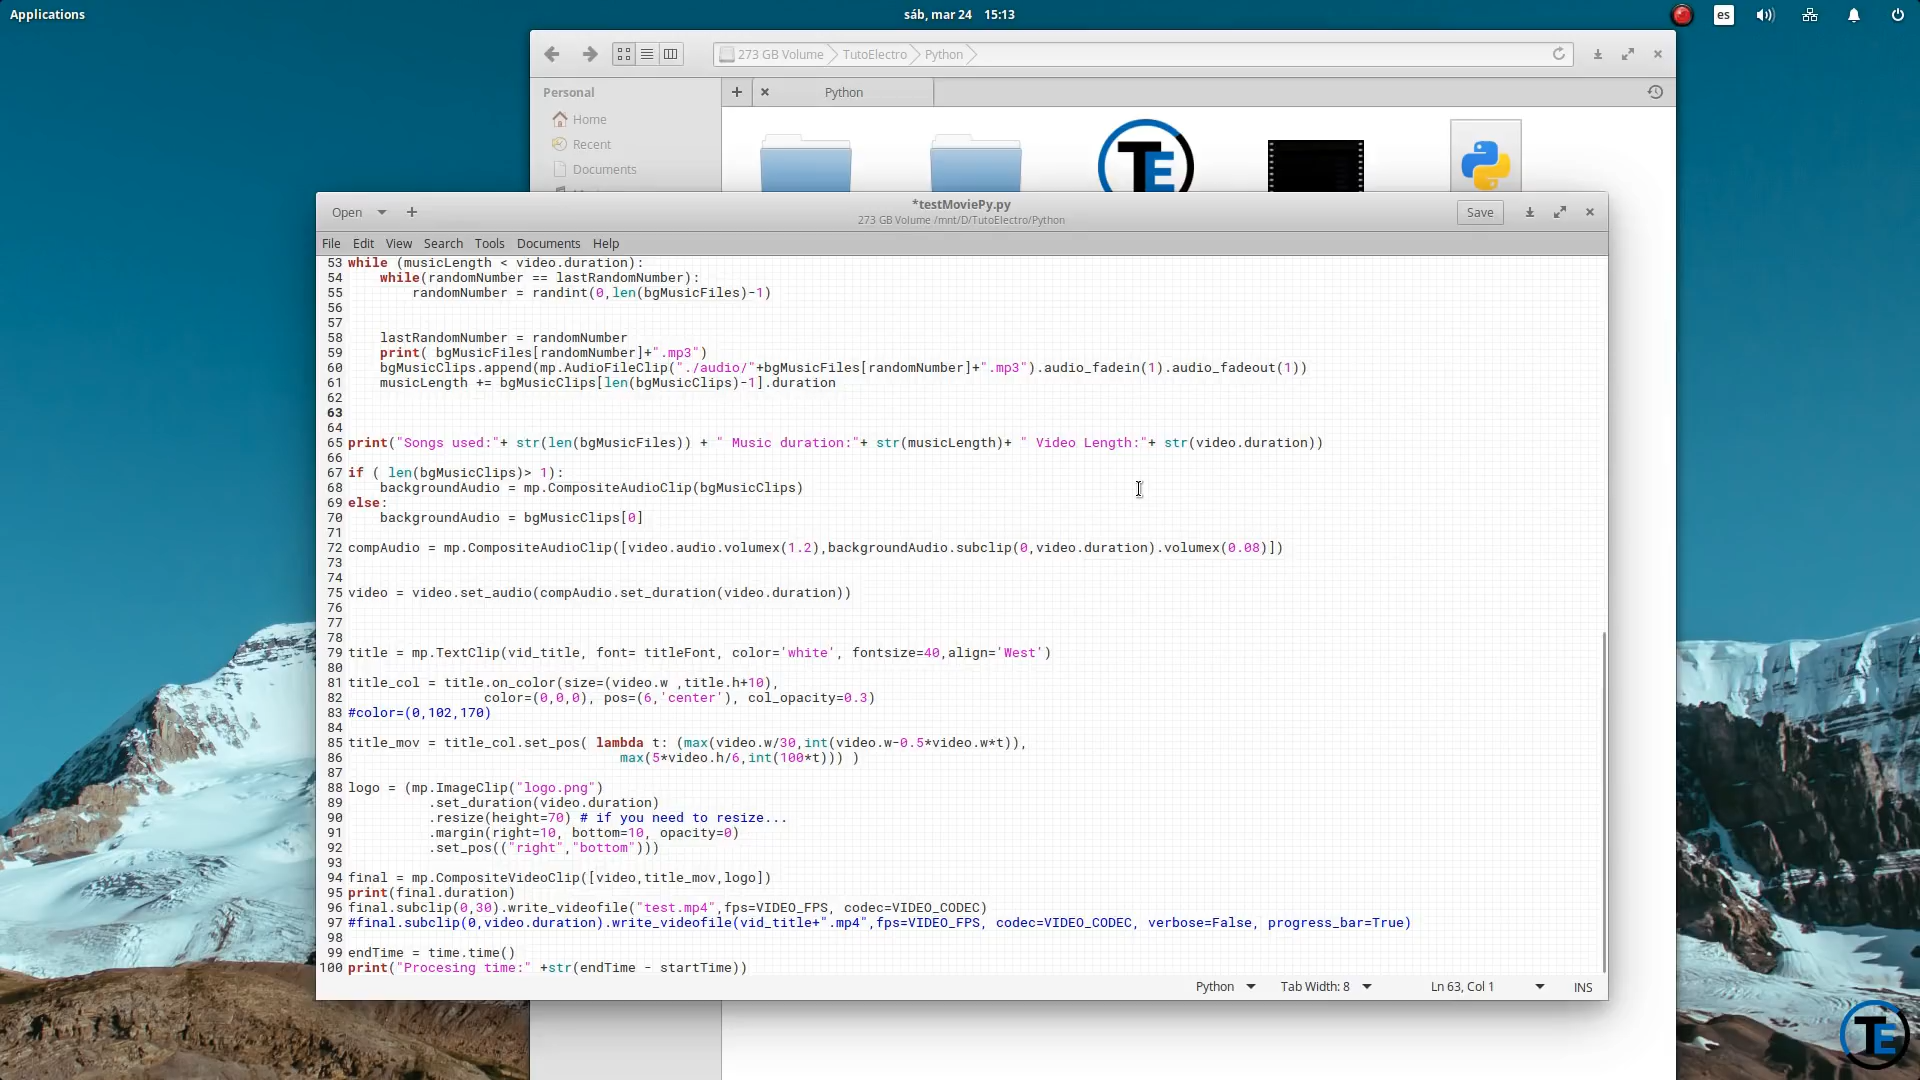 Applications
sáb, mar 24 15:13
es
273 GB Volume
TutoElectro
Python
Personal
Python
Home
Recent
Documents
TE
*testMoviePy.py
273 GB Volume /mnt/D/TutoElectro/Python
Open
Save
File Edit View Search Tools Documents Help
53 while (musicLength < video.duration):
54     while(randomNumber == lastRandomNumber):
55         randomNumber = randint(0,len(bgMusicFiles)-1)
56
57
58     lastRandomNumber = randomNumber
59     print( bgMusicFiles[randomNumber]+".mp3")
60     bgMusicClips.append(mp.AudioFileClip("./audio/"+bgMusicFiles[randomNumber]+".mp3").audio_fadein(1).audio_fadeout(1))
61     musicLength += bgMusicClips[len(bgMusicClips)-1].duration
62
63
64
65 print("Songs used:"+ str(len(bgMusicFiles)) + " Music duration:"+ str(musicLength)+ " Video Length:"+ str(video.duration))
66
67 if ( len(bgMusicClips)> 1):
68     backgroundAudio = mp.CompositeAudioClip(bgMusicClips)
69 else:
70     backgroundAudio = bgMusicClips[0]
71
72 compAudio = mp.CompositeAudioClip([video.audio.volumex(1.2),backgroundAudio.subclip(0,video.duration).volumex(0.08)])
73
74
75 video = video.set_audio(compAudio.set_duration(video.duration))
76
77
78
79 title = mp.TextClip(vid_title, font= titleFont, color='white', fontsize=40,align='West')
80
81 title_col = title.on_color(size=(video.w ,title.h+10),
82                  color=(0,0,0), pos=(6,'center'), col_opacity=0.3)
83 #color=(0,102,170)
84
85 title_mov = title_col.set_pos( lambda t: (max(video.w/30,int(video.w-0.5*video.w*t)),
86                                   max(5*video.h/6,int(100*t))) )
87
88 logo = (mp.ImageClip("logo.png")
89           .set_duration(video.duration)
90           .resize(height=70) # if you need to resize...
91           .margin(right=10, bottom=10, opacity=0)
92           .set_pos(("right","bottom")))
93
94 final = mp.CompositeVideoClip([video,title_mov,logo])
95 print(final.duration)
96 final.subclip(0,30).write_videofile("test.mp4",fps=VIDEO_FPS, codec=VIDEO_CODEC)
97 #final.subclip(0,video.duration).write_videofile(vid_title+".mp4",fps=VIDEO_FPS, codec=VIDEO_CODEC, verbose=False, progress_bar=True)
98
99 endTime = time.time()
100 print("Procesing time:" +str(endTime - startTime))
Python
Tab Width: 8
Ln 63, Col 1
INS
TE